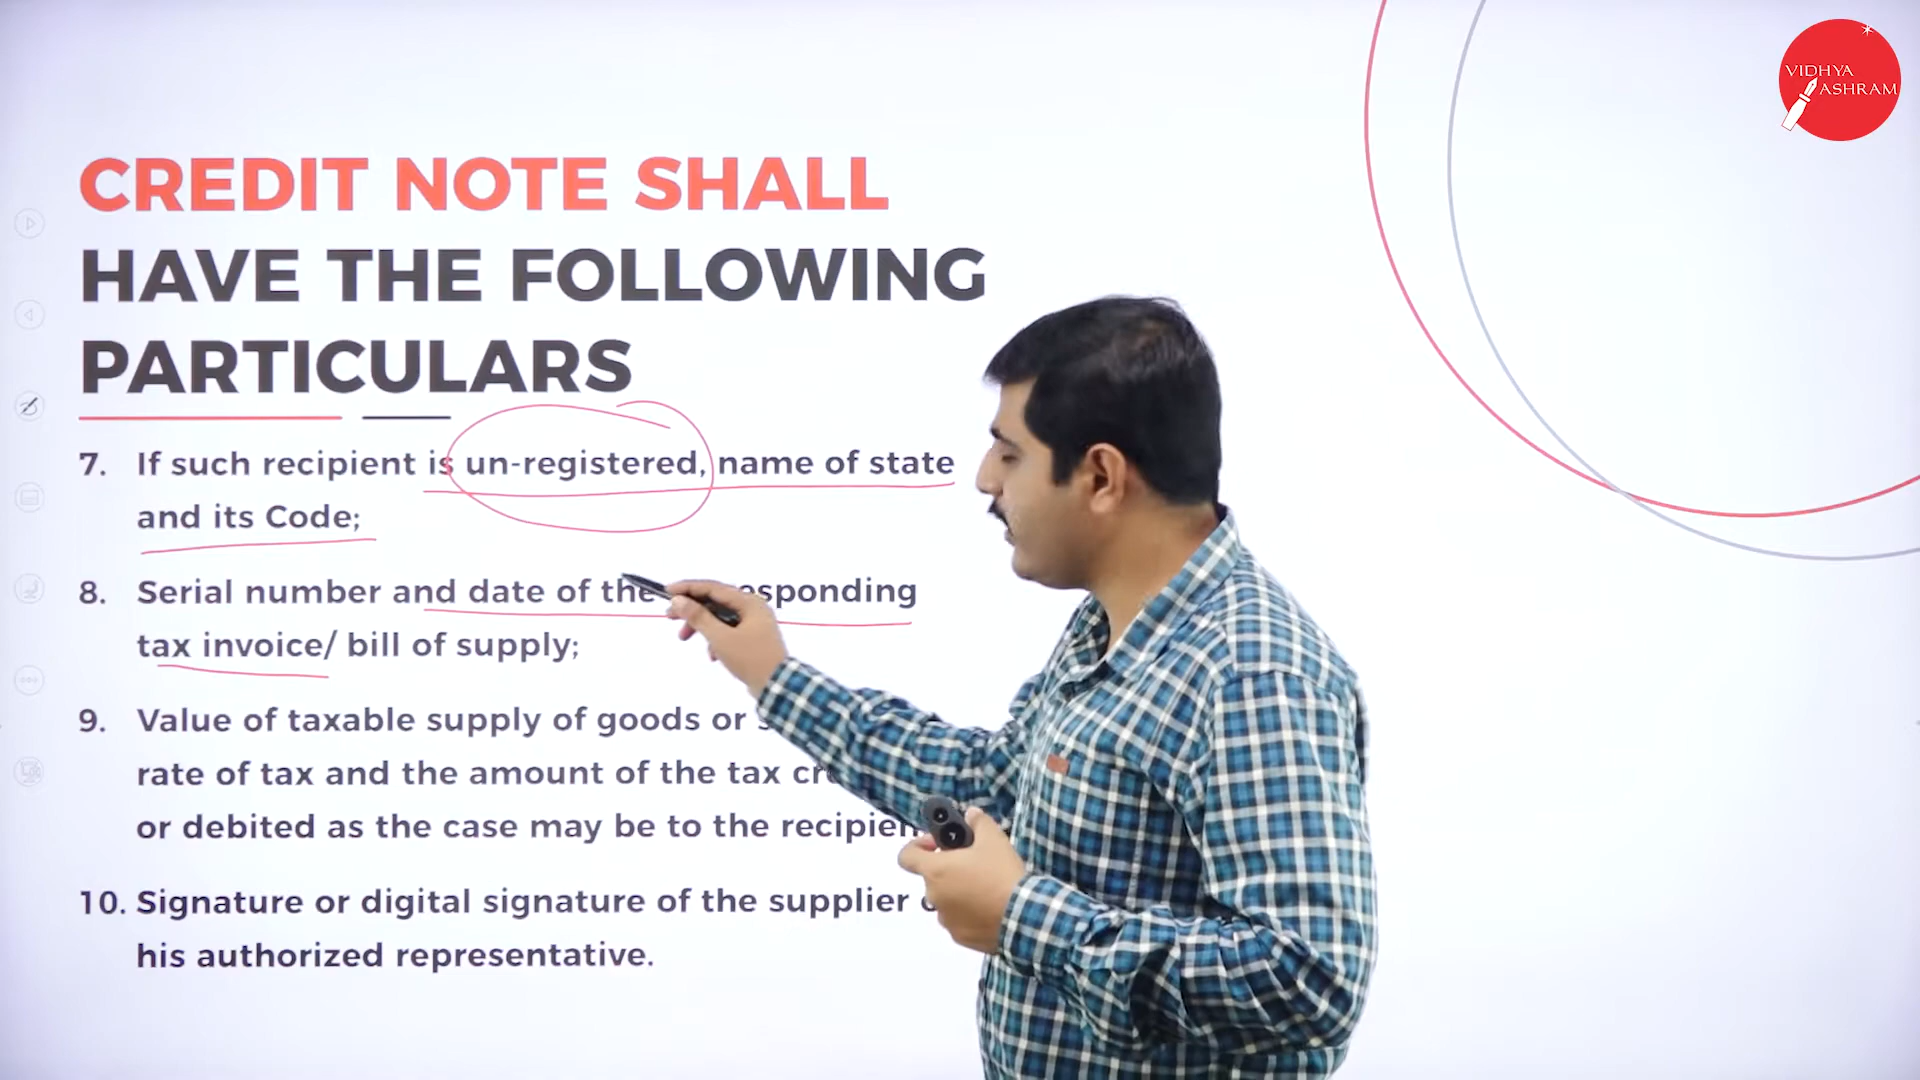 VIDHYA
ASHRAM
CREDIT NOTE SHALL
HAVE THE FOLLOWING
PARTICULARS
7. If such recipient is un-registered, name of state
and its Code;
8. Serial number and date of the
tax invoice/ bill of supply;
9. Value of taxable supply of goods or
rate of tax and the amount of the tax
or debited as the case may be to the
10. Signature or digital signature of the supplier
his authorized representative.